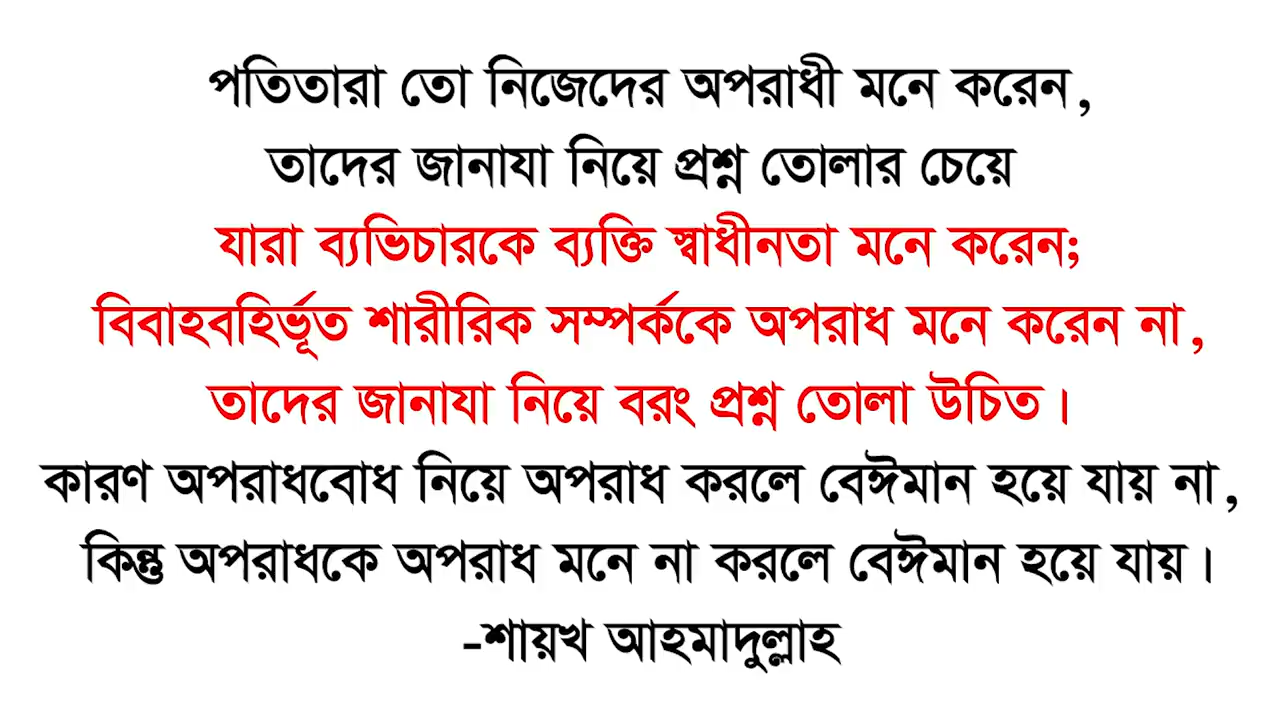 পতিতারা তো নিজেদের অপরাধী মনে করেন,
তাদের জানাযা নিয়ে প্রশ্ন তোলার চেয়ে
যারা ব্যভিচারকে ব্যক্তি স্বাধীনতা মনে করেন;
বিবাহবহির্ভূত শারীরিক সম্পর্ককে অপরাধ মনে করেন না,
তাদের জানাযা নিয়ে বরং প্রশ্ন তোলা উচিত।
কারণ অপরাধবোধ নিয়ে অপরাধ করলে বেঈমান হয়ে যায় না,
কিন্তু অপরাধকে অপরাধ মনে না করলে বেঈমান হয়ে যায়।
-শায়খ আহমাদুল্লাহ